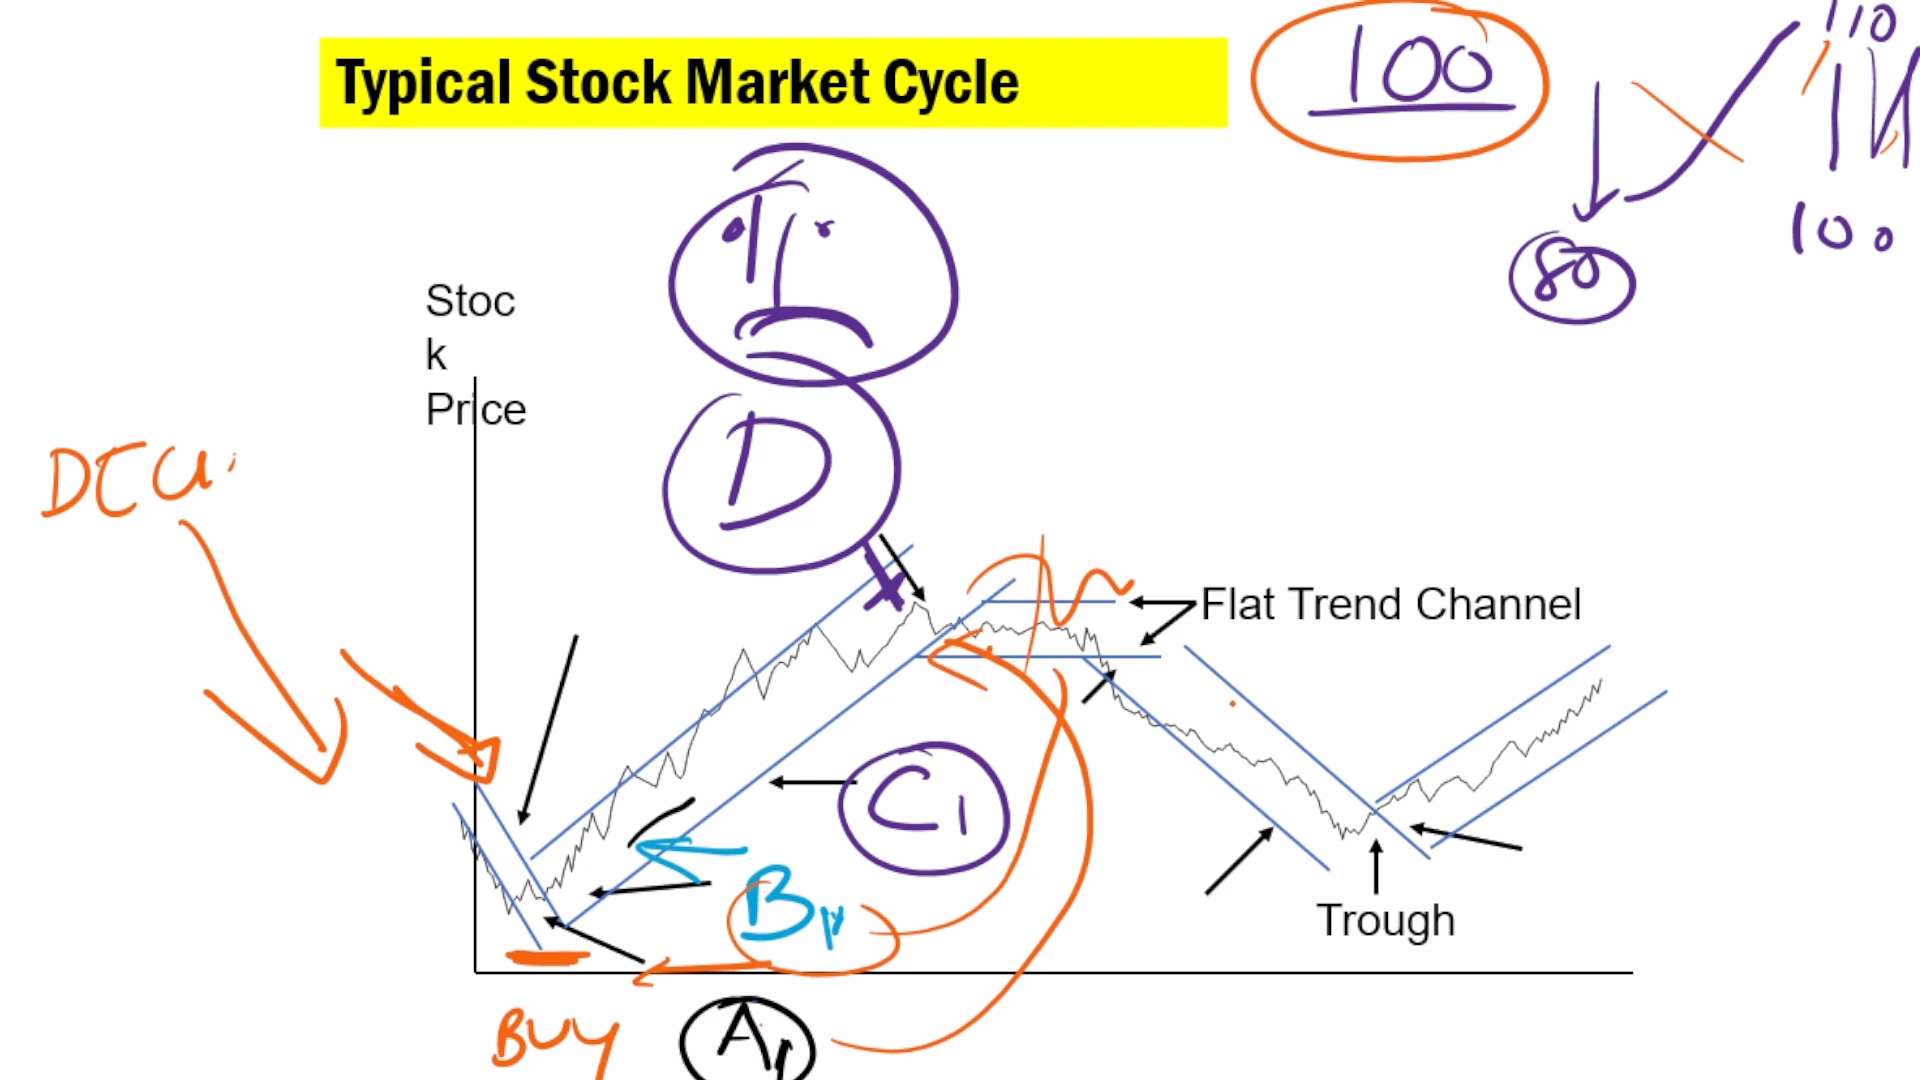 Typical Stock Market Cycle
100
110
100
80
Stoc
k
Price
D
Flat Trend Channel
C1
B
Trough
BUY
A